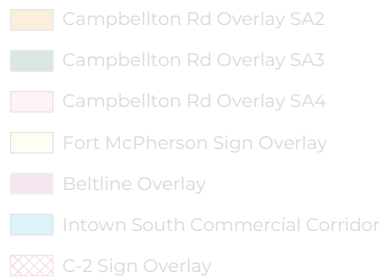 Campbellton Rd Overlay SA2
Campbellton Rd Overlay SA3
Campbellton Rd Overlay SA4
Fort McPherson Sign Overlay
Beltline Overlay
Intown South Commercial Corridor
C-2 Sign Overlay